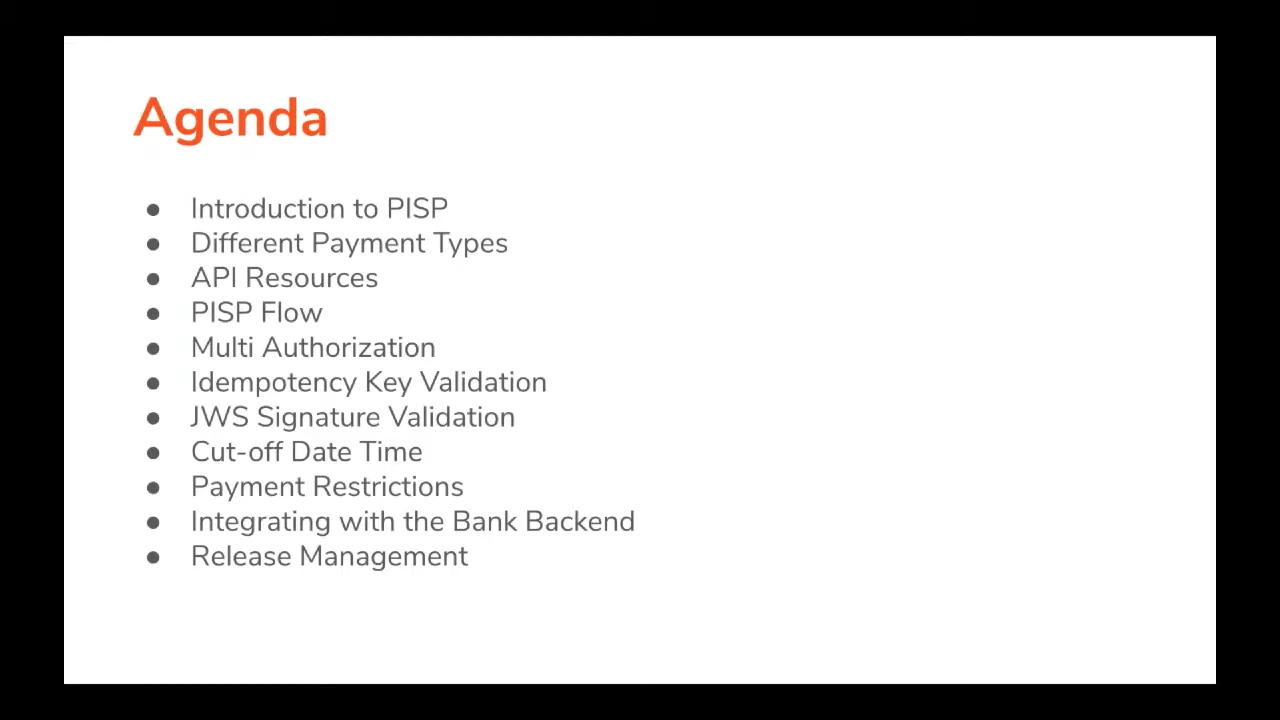 Agenda
● Introduction to PISP
● Different Payment Types
● API Resources
● PISP Flow
● Multi Authorization
● Idempotency Key Validation
● JWS Signature Validation
● Cut-off Date Time
● Payment Restrictions
● Integrating with the Bank Backend
● Release Management